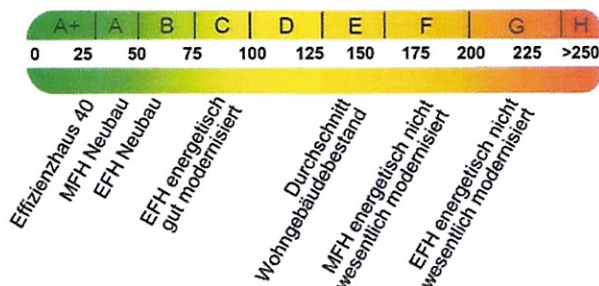 A+ A B C D E F G H
0 25 50 75 100 125 150 175 200 225 >250
Effizienzhaus 40
MFH Neubau
EFH Neubau
EFH energetisch
gut modernisiert
Durchschnitt
Wohngebäudebestand
MFH energetisch nicht
wesentlich modernisiert
EFH energetisch nicht
wesentlich modernisiert